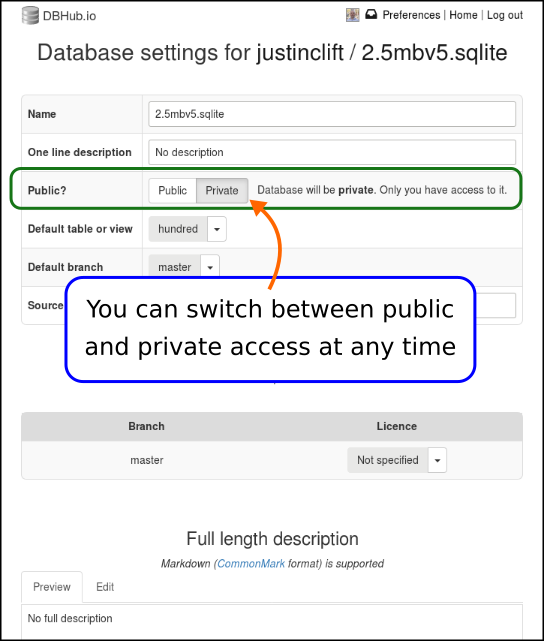 DBHub.io
Preferences | Home | Log out
Database settings for justinclift / 2.5mbv5.sqlite
Name
2.5mbv5.sqlite
One line description
No description
Public?
Public
Private
Database will be private. Only you have access to it.
Default table or view
hundred
Default branch
master
Source
You can switch between public
and private access at any time
Branch
Licence
master
Not specified
Full length description
Markdown (CommonMark format) is supported
Preview
Edit
No full description